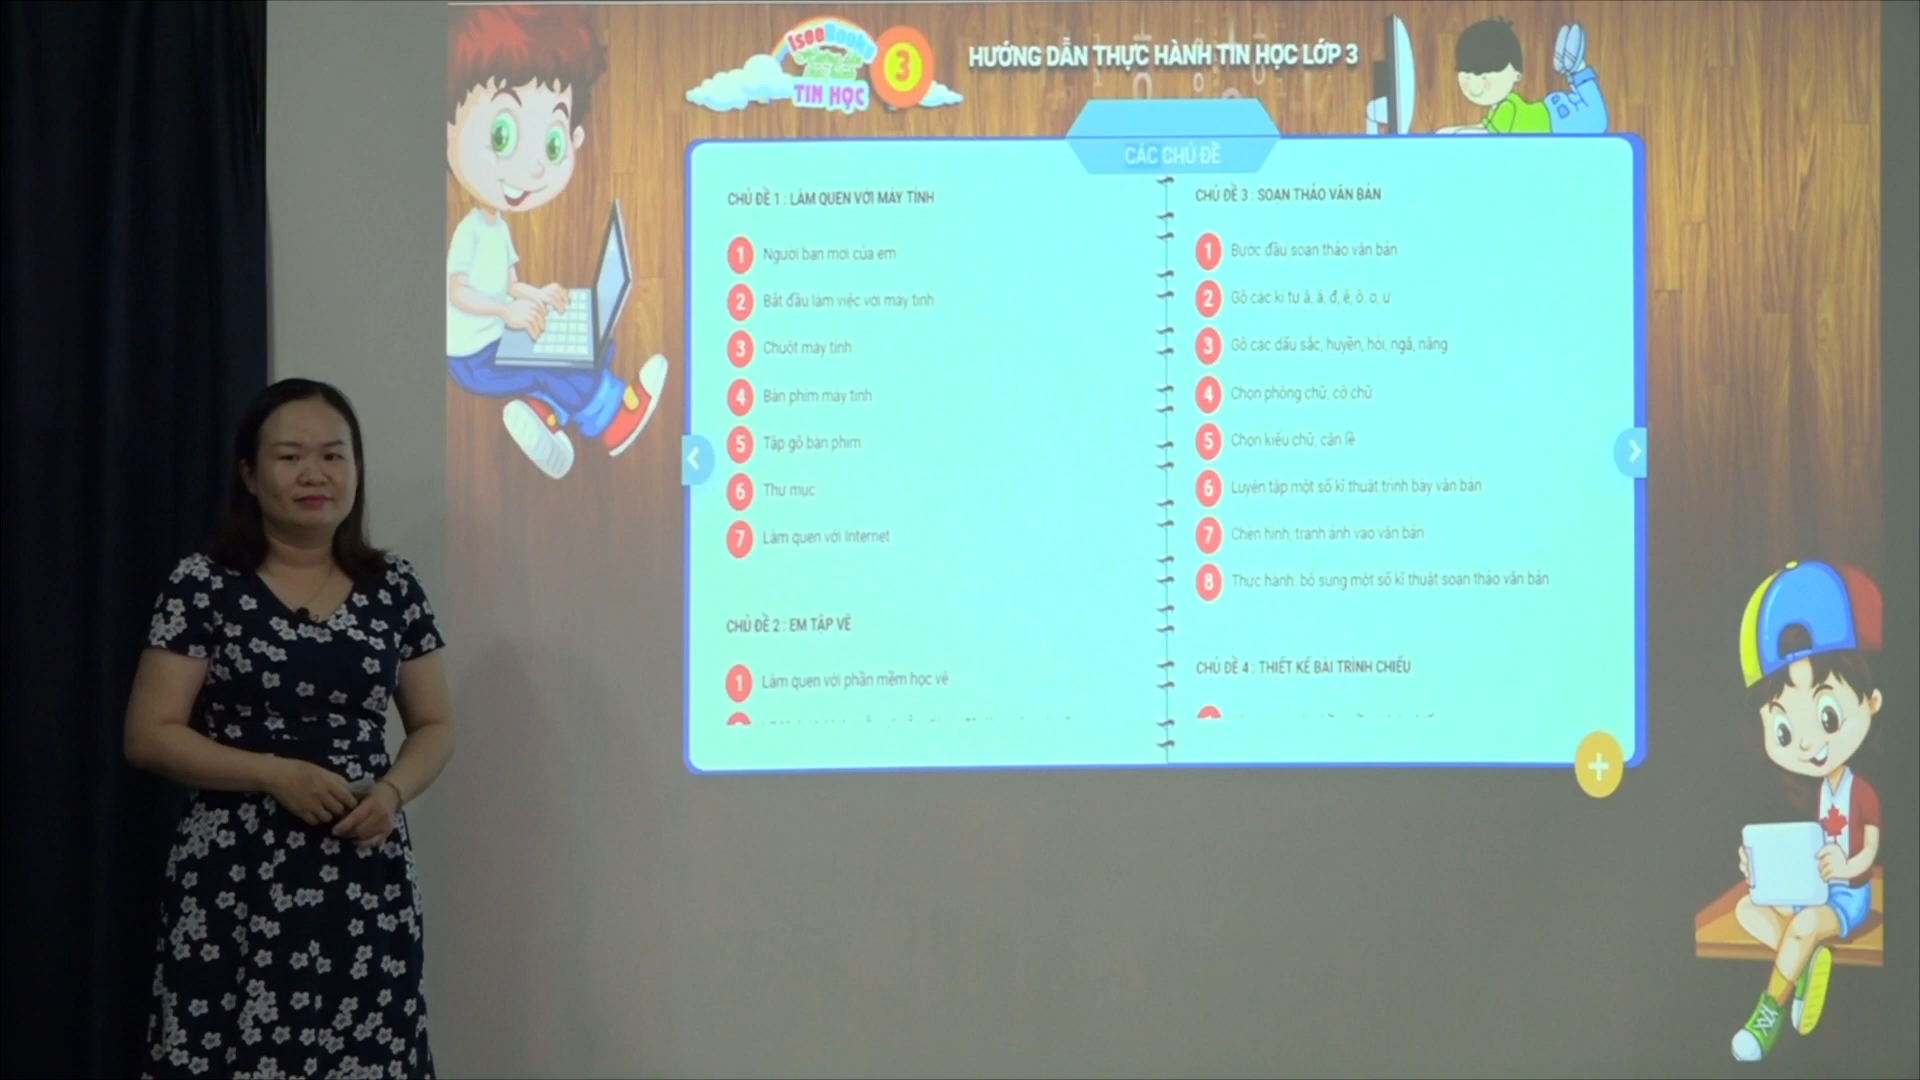 IseeBooks
TIN HỌC
3
HƯỚNG DẪN THỰC HÀNH TIN HỌC LỚP 3
CÁC CHỦ ĐỀ
CHỦ ĐỀ 1 : LÀM QUEN VỚI MÁY TÍNH
1 Người bạn mới của em
2 Bắt đầu làm việc với máy tính
3 Chuột máy tính
4 Bàn phím máy tính
5 Tập gõ bàn phím
6 Thư mục
7 Làm quen với Internet
CHỦ ĐỀ 2 : EM TẬP VẼ
1 Làm quen với phần mềm học vẽ
CHỦ ĐỀ 3 : SOẠN THẢO VĂN BẢN
1 Bước đầu soạn thảo văn bản
2 Gõ các kí tự â, ă, đ, ê, ô, ơ, ư
3 Gõ các dấu sắc, huyền, hỏi, ngã, nặng
4 Chọn phông chữ, cỡ chữ
5 Chọn kiểu chữ, căn lề
6 Luyện tập một số kĩ thuật trình bày văn bản
7 Chèn hình, tranh ảnh vào văn bản
8 Thực hành: bổ sung một số kĩ thuật soạn thảo văn bản
CHỦ ĐỀ 4 : THIẾT KẾ BÀI TRÌNH CHIẾU